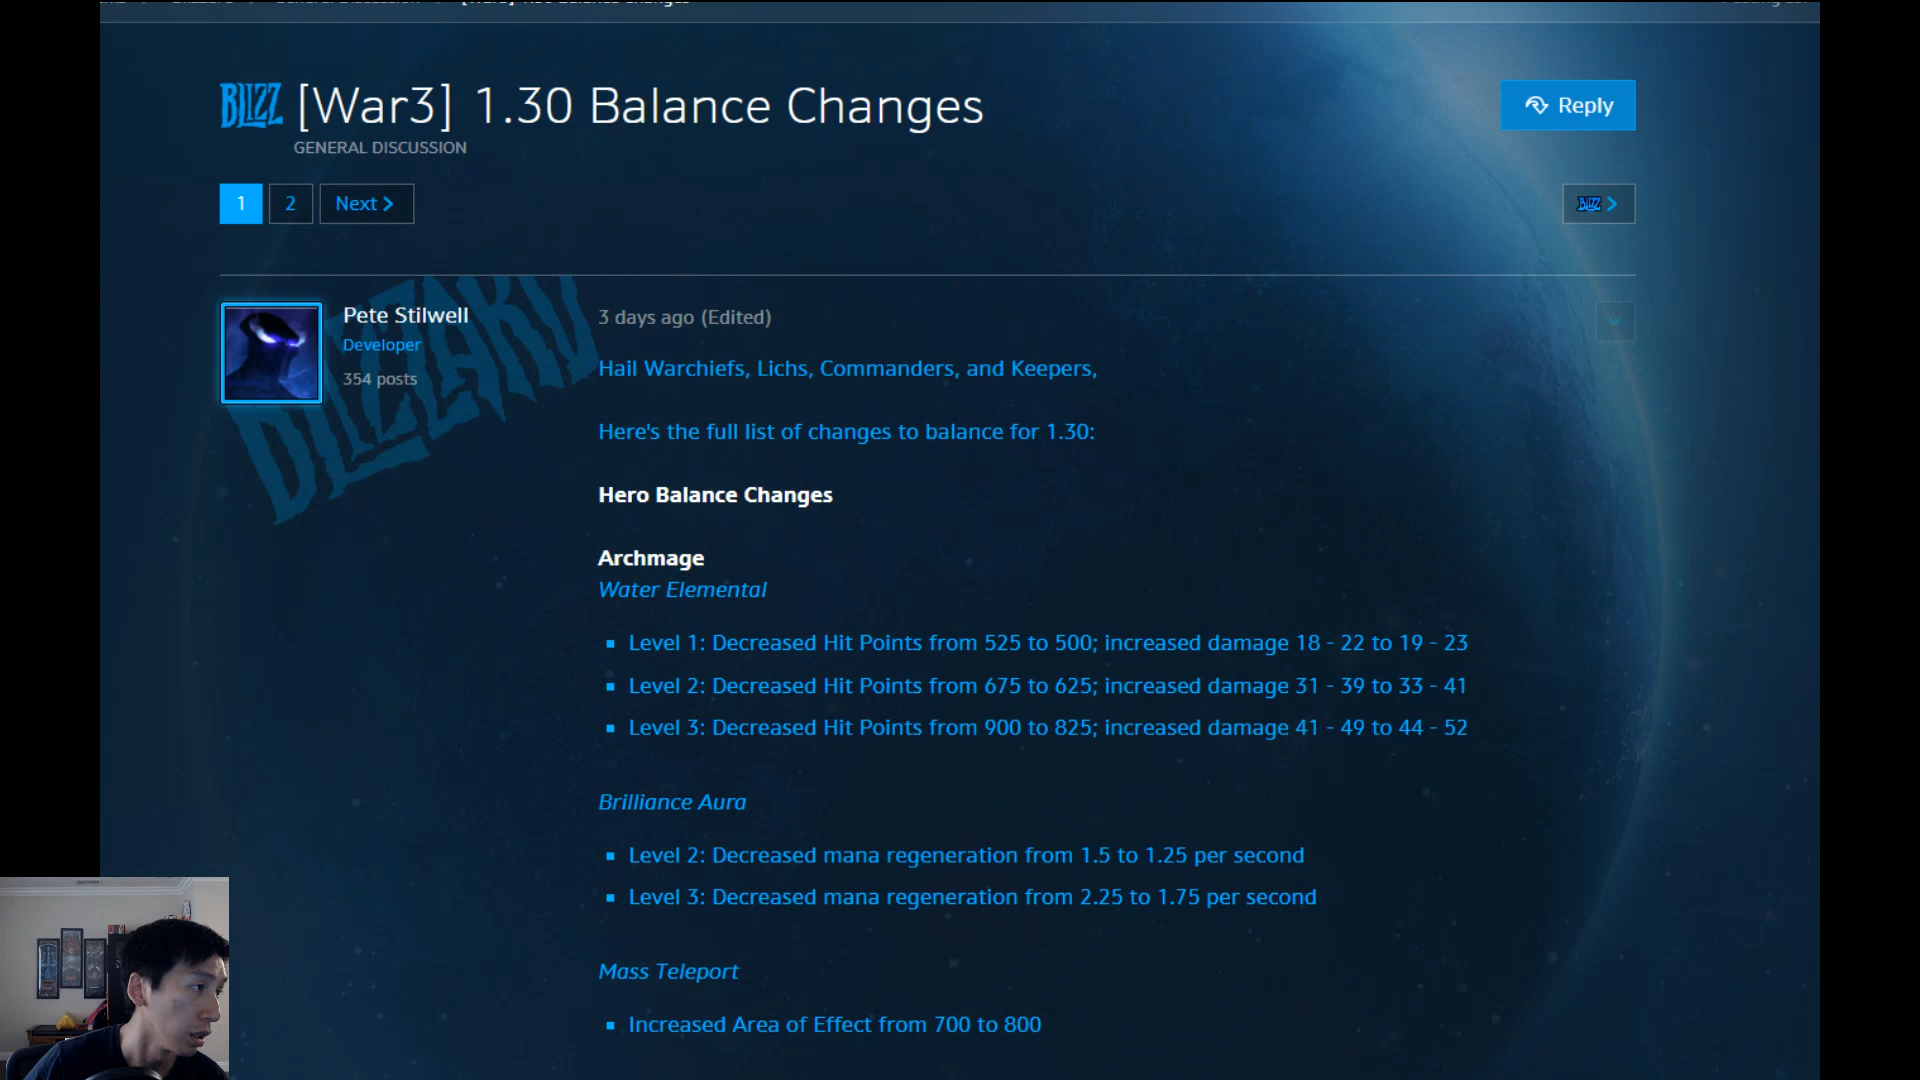 BLIZZ [War3] 1.30 Balance Changes
Reply
GENERAL DISCUSSION
1 2 Next
BLIZZ
BLIZZARD
Pete Stilwell
Developer
354 posts
3 days ago (Edited)
Hail Warchiefs, Lichs, Commanders, and Keepers,
Here's the full list of changes to balance for 1.30:
Hero Balance Changes
Archmage
Water Elemental
Level 1: Decreased Hit Points from 525 to 500; increased damage 18 - 22 to 19 - 23
Level 2: Decreased Hit Points from 675 to 625; increased damage 31 - 39 to 33 - 41
Level 3: Decreased Hit Points from 900 to 825; increased damage 41 - 49 to 44 - 52
Brilliance Aura
Level 2: Decreased mana regeneration from 1.5 to 1.25 per second
Level 3: Decreased mana regeneration from 2.25 to 1.75 per second
Mass Teleport
Increased Area of Effect from 700 to 800